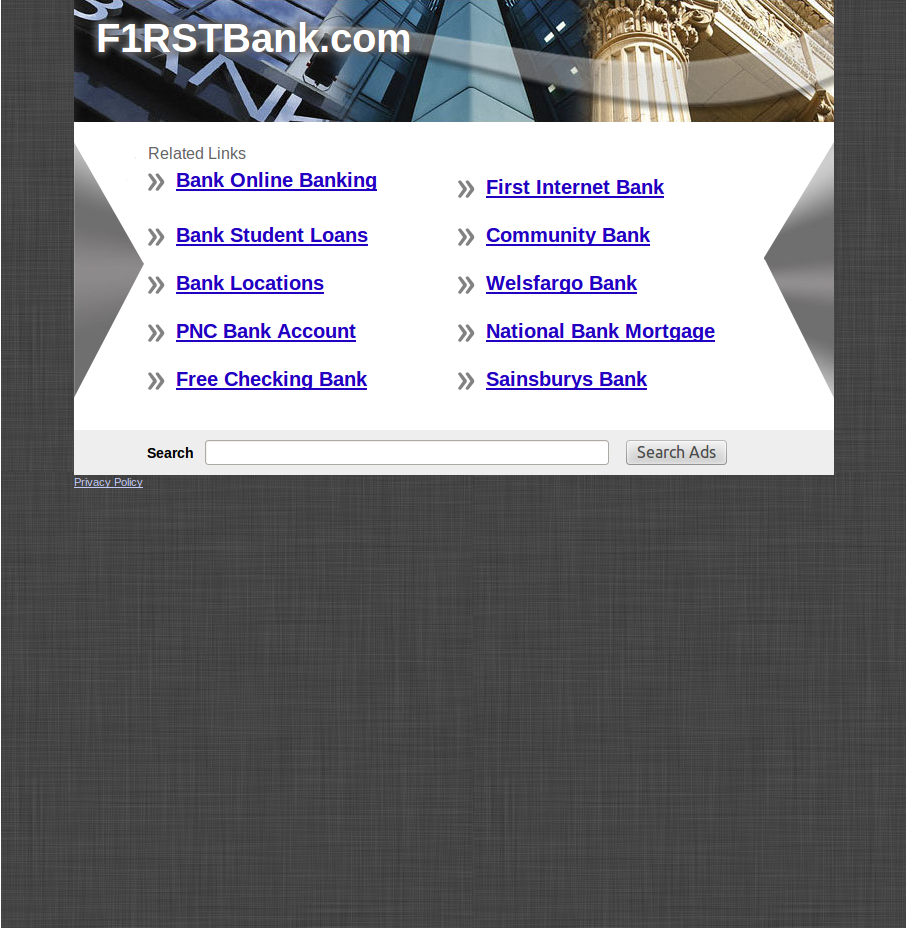 F1RSTBank.com
Related Links
Bank Online Banking
First Internet Bank
Bank Student Loans
Community Bank
Bank Locations
Welsfargo Bank
PNC Bank Account
National Bank Mortgage
Free Checking Bank
Sainsburys Bank
Search
Search Ads
Privacy Policy